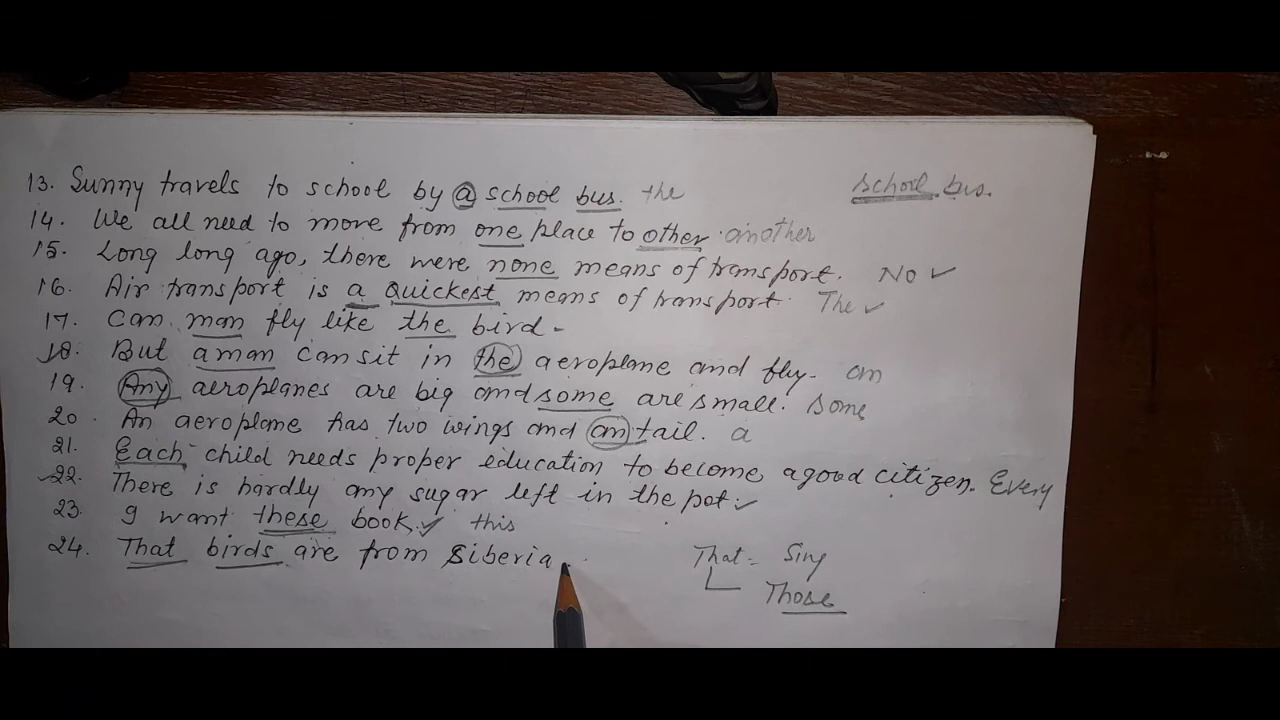 13. Sunny travels to school by a school bus. the school bus.
14. We all need to move from one place to other. another
15. Long long ago, there were none means of transport. No ✓
16. Air transport is a quickest means of transport. The ✓
17. Can man fly like the bird.
18. But a man can sit in the aeroplane and fly. an
19. Any aeroplanes are big and some are small. Some
20. An aeroplane has two wings and an tail. a
21. Each child needs proper education to become a good citizen. Every
22. There is hardly any sugar left in the pot. ✓
23. I want these book. ✓ this
24. That birds are from Siberia. That = Sing
Those